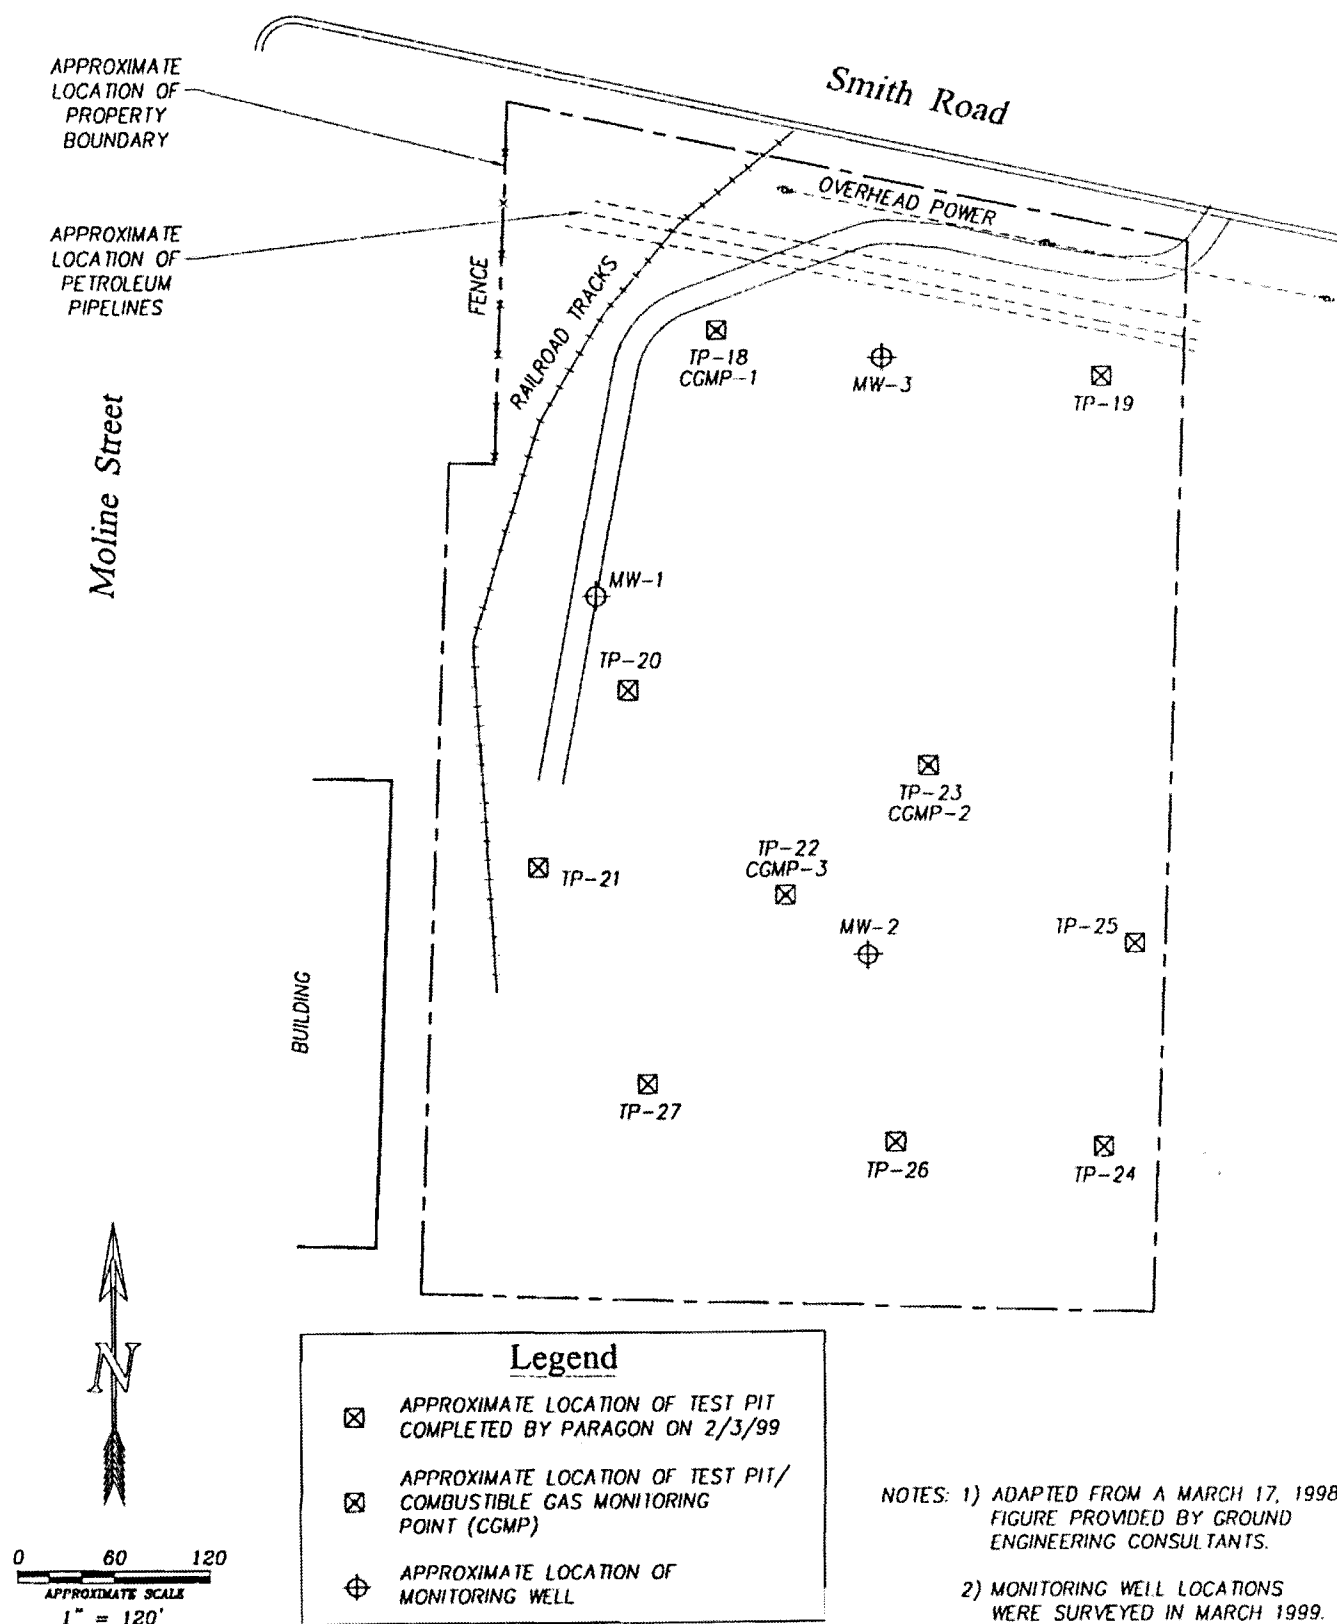 Smith Road
APPROXIMATE
LOCATION OF
PROPERTY
BOUNDARY
OVERHEAD POWER
APPROXIMATE
LOCATION OF
PETROLEUM
PIPELINES
FENCE
RAILROAD TRACKS
TP-18
CGMP-1
MW-3
TP-19
Moline Street
MW-1
TP-20
TP-23
CGMP-2
TP-22
CGMP-3
TP-21
MW-2
TP-25
BUILDING
TP-27
TP-26
TP-24
N
0 60 120
APPROXIMATE SCALE
1" = 120'
Legend
APPROXIMATE LOCATION OF TEST PIT
COMPLETED BY PARAGON ON 2/3/99
APPROXIMATE LOCATION OF TEST PIT/
COMBUSTIBLE GAS MONITORING
POINT (CGMP)
APPROXIMATE LOCATION OF
MONITORING WELL
NOTES: 1) ADAPTED FROM A MARCH 17, 1998
FIGURE PROVIDED BY GROUND
ENGINEERING CONSULTANTS.
2) MONITORING WELL LOCATIONS
WERE SURVEYED IN MARCH 1999.